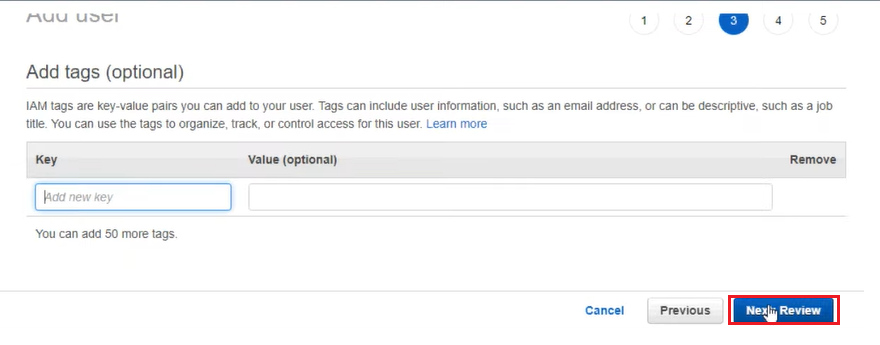 Add user
1 2 3 4 5
Add tags (optional)
IAM tags are key-value pairs you can add to your user. Tags can include user information, such as an email address, or can be descriptive, such as a job
title. You can use the tags to organize, track, or control access for this user. Learn more
Key Value (optional) Remove
Add new key
You can add 50 more tags.
Cancel Previous Next: Review